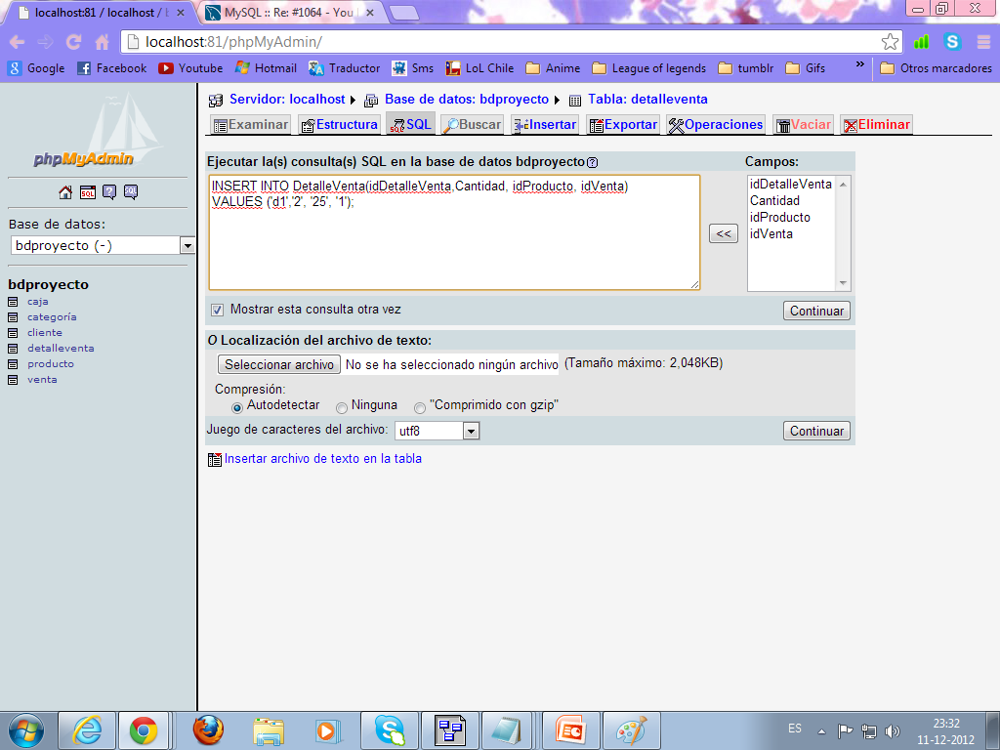 localhost:81 / localhost / b
MySQL :: Re: #1064 - You
localhost:81/phpMyAdmin/
Google Facebook Youtube Hotmail Traductor Sms LoL Chile Anime League of legends tumblr Gifs » Otros marcadores
phpMyAdmin
SQL
Base de datos:
bdproyecto (-)
bdproyecto
caja
categoría
cliente
detalleventa
producto
venta
Servidor: localhost Base de datos: bdproyecto Tabla: detalleventa
Examinar Estructura SQL Buscar Insertar Exportar Operaciones Vaciar Eliminar
Ejecutar la(s) consulta(s) SQL en la base de datos bdproyecto
INSERT INTO DetalleVenta(idDetalleVenta,Cantidad, idProducto, idVenta)
VALUES ('d1','2', '25', '1');
<<
Campos:
idDetalleVenta
Cantidad
idProducto
idVenta
Mostrar esta consulta otra vez
Continuar
O Localización del archivo de texto:
Seleccionar archivo No se ha seleccionado ningún archivo (Tamaño máximo: 2,048KB)
Compresión:
Autodetectar Ninguna "Comprimido con gzip"
Juego de caracteres del archivo: utf8
Continuar
Insertar archivo de texto en la tabla
ES
23:32
11-12-2012